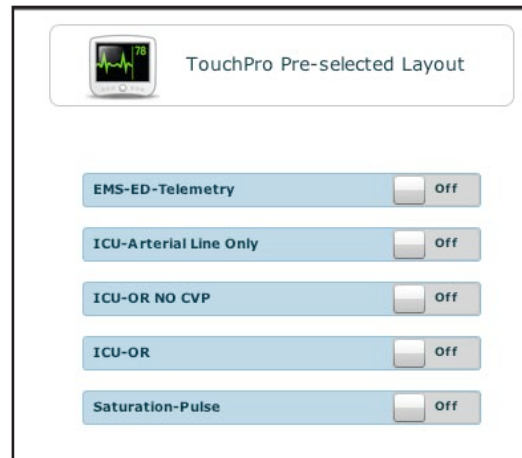 78
TouchPro Pre-selected Layout
EMS-ED-Telemetry Off
ICU-Arterial Line Only Off
ICU-OR NO CVP Off
ICU-OR Off
Saturation-Pulse Off